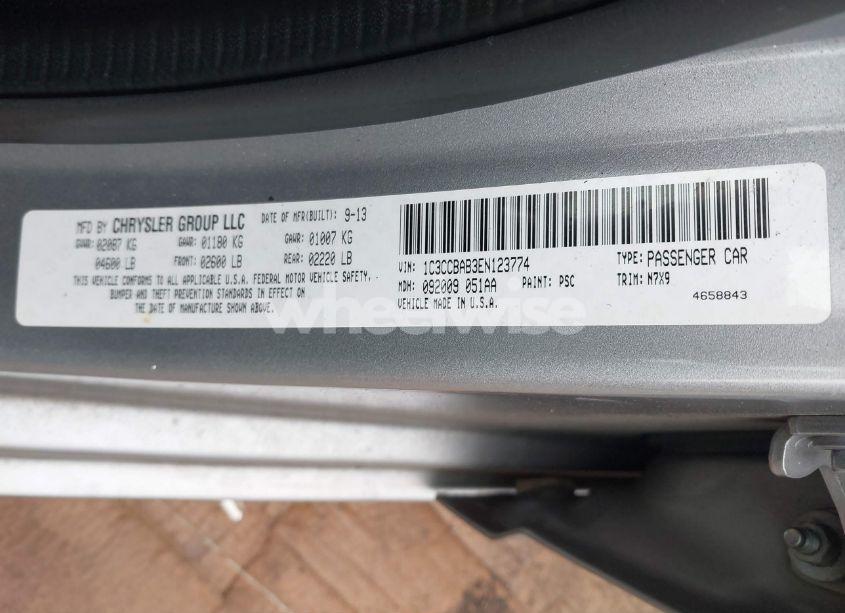 MFD BY CHRYSLER GROUP LLC DATE OF MFR(BUILT): 9-13
GVWR: 02087 KG GAWR: 01180 KG GAWR: 01007 KG
04600 LB FRONT: 02600 LB REAR: 02220 LB
THIS VEHICLE CONFORMS TO ALL APPLICABLE U.S.A. FEDERAL MOTOR VEHICLE SAFETY,
BUMPER AND THEFT PREVENTION STANDARDS IN EFFECT ON
THE DATE OF MANUFACTURE SHOWN ABOVE.
VIN: 1C3CCBAB3EN123774 TYPE: PASSENGER CAR
MDH: 092009 051AA PAINT: PSC TRIM: N7X9
VEHICLE MADE IN U.S.A. 4658843
wheelwise